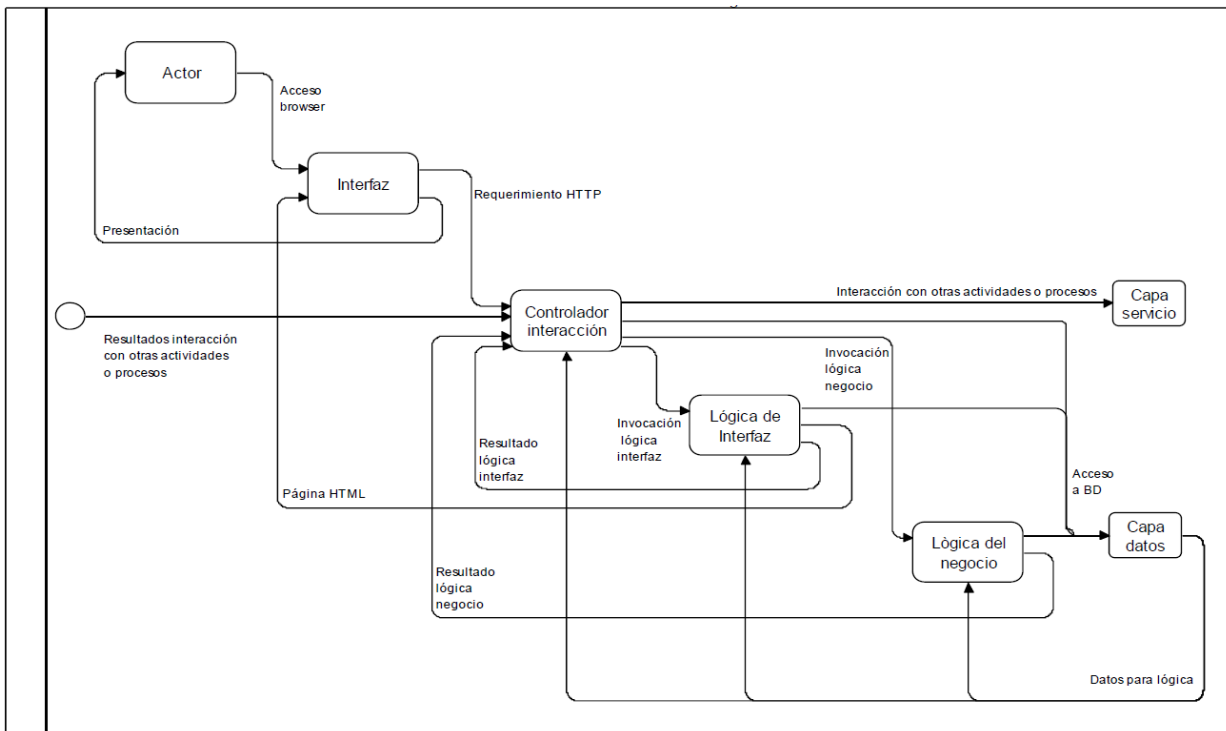 Actor
Acceso
browser
Interfaz
Requerimiento HTTP
Presentación
Interacción con otras actividades o procesos
Capa
servicio
Controlador
interacción
Resultados interacción
con otras actividades
o procesos
Invocación
lógica
negocio
Lógica de
Interfaz
Invocación
lógica
interfaz
Resultado
lógica
interfaz
Página HTML
Acceso
a BD
Capa
datos
Lògica del
negocio
Resultado
lógica
negocio
Datos para lógica